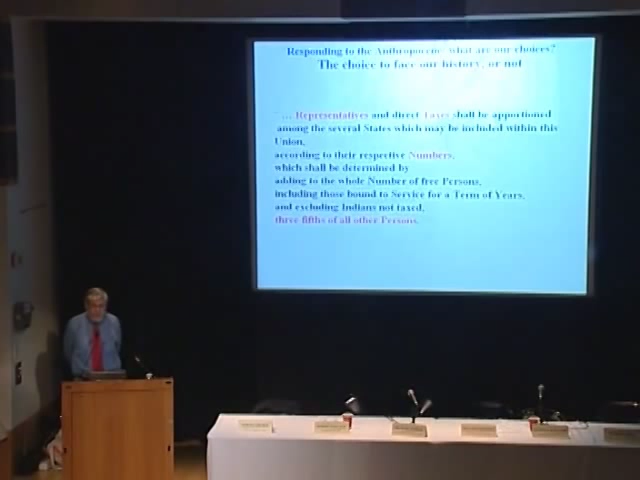 Responding to the Anthropocene: what are our choices?
The choice to face our history, or not
" … Representatives and direct Taxes shall be apportioned
among the several States which may be included within this
Union,
according to their respective Numbers,
which shall be determined by
adding to the whole Number of free Persons,
including those bound to Service for a Term of Years,
and excluding Indians not taxed,
three fifths of all other Persons